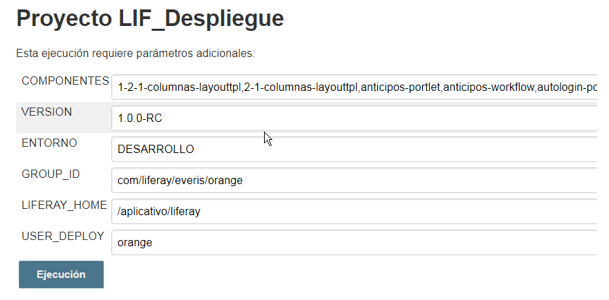 Proyecto LIF_Despliegue
Esta ejecución requiere parámetros adicionales:
COMPONENTES 1-2-1-columnas-layouttpl,2-1-columnas-layouttpl,anticipos-portlet,anticipos-workflow,autologin-po
VERSION 1.0.0-RC
ENTORNO DESARROLLO
GROUP_ID com/liferay/everis/orange
LIFERAY_HOME /aplicativo/liferay
USER_DEPLOY orange
Ejecución